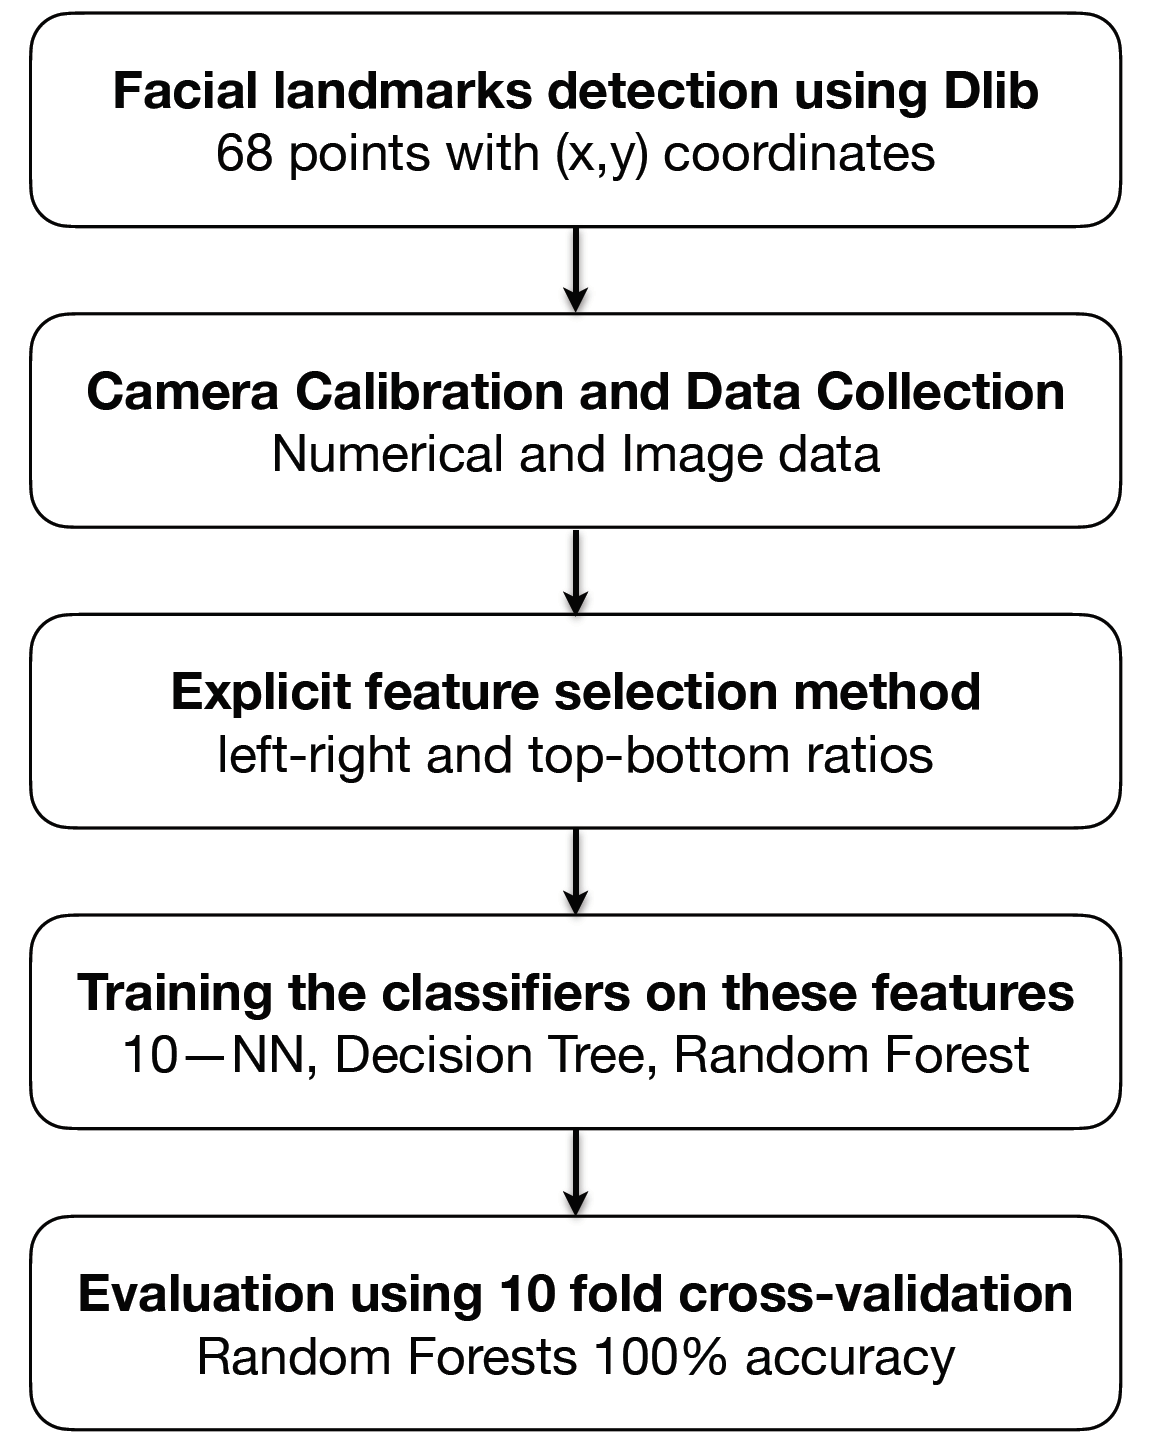 Facial landmarks detection using Dlib
68 points with (x,y) coordinates
Camera Calibration and Data Collection
Numerical and Image data
Explicit feature selection method
left-right and top-bottom ratios
Training the classifiers on these features
10—NN, Decision Tree, Random Forest
Evaluation using 10 fold cross-validation
Random Forests 100% accuracy